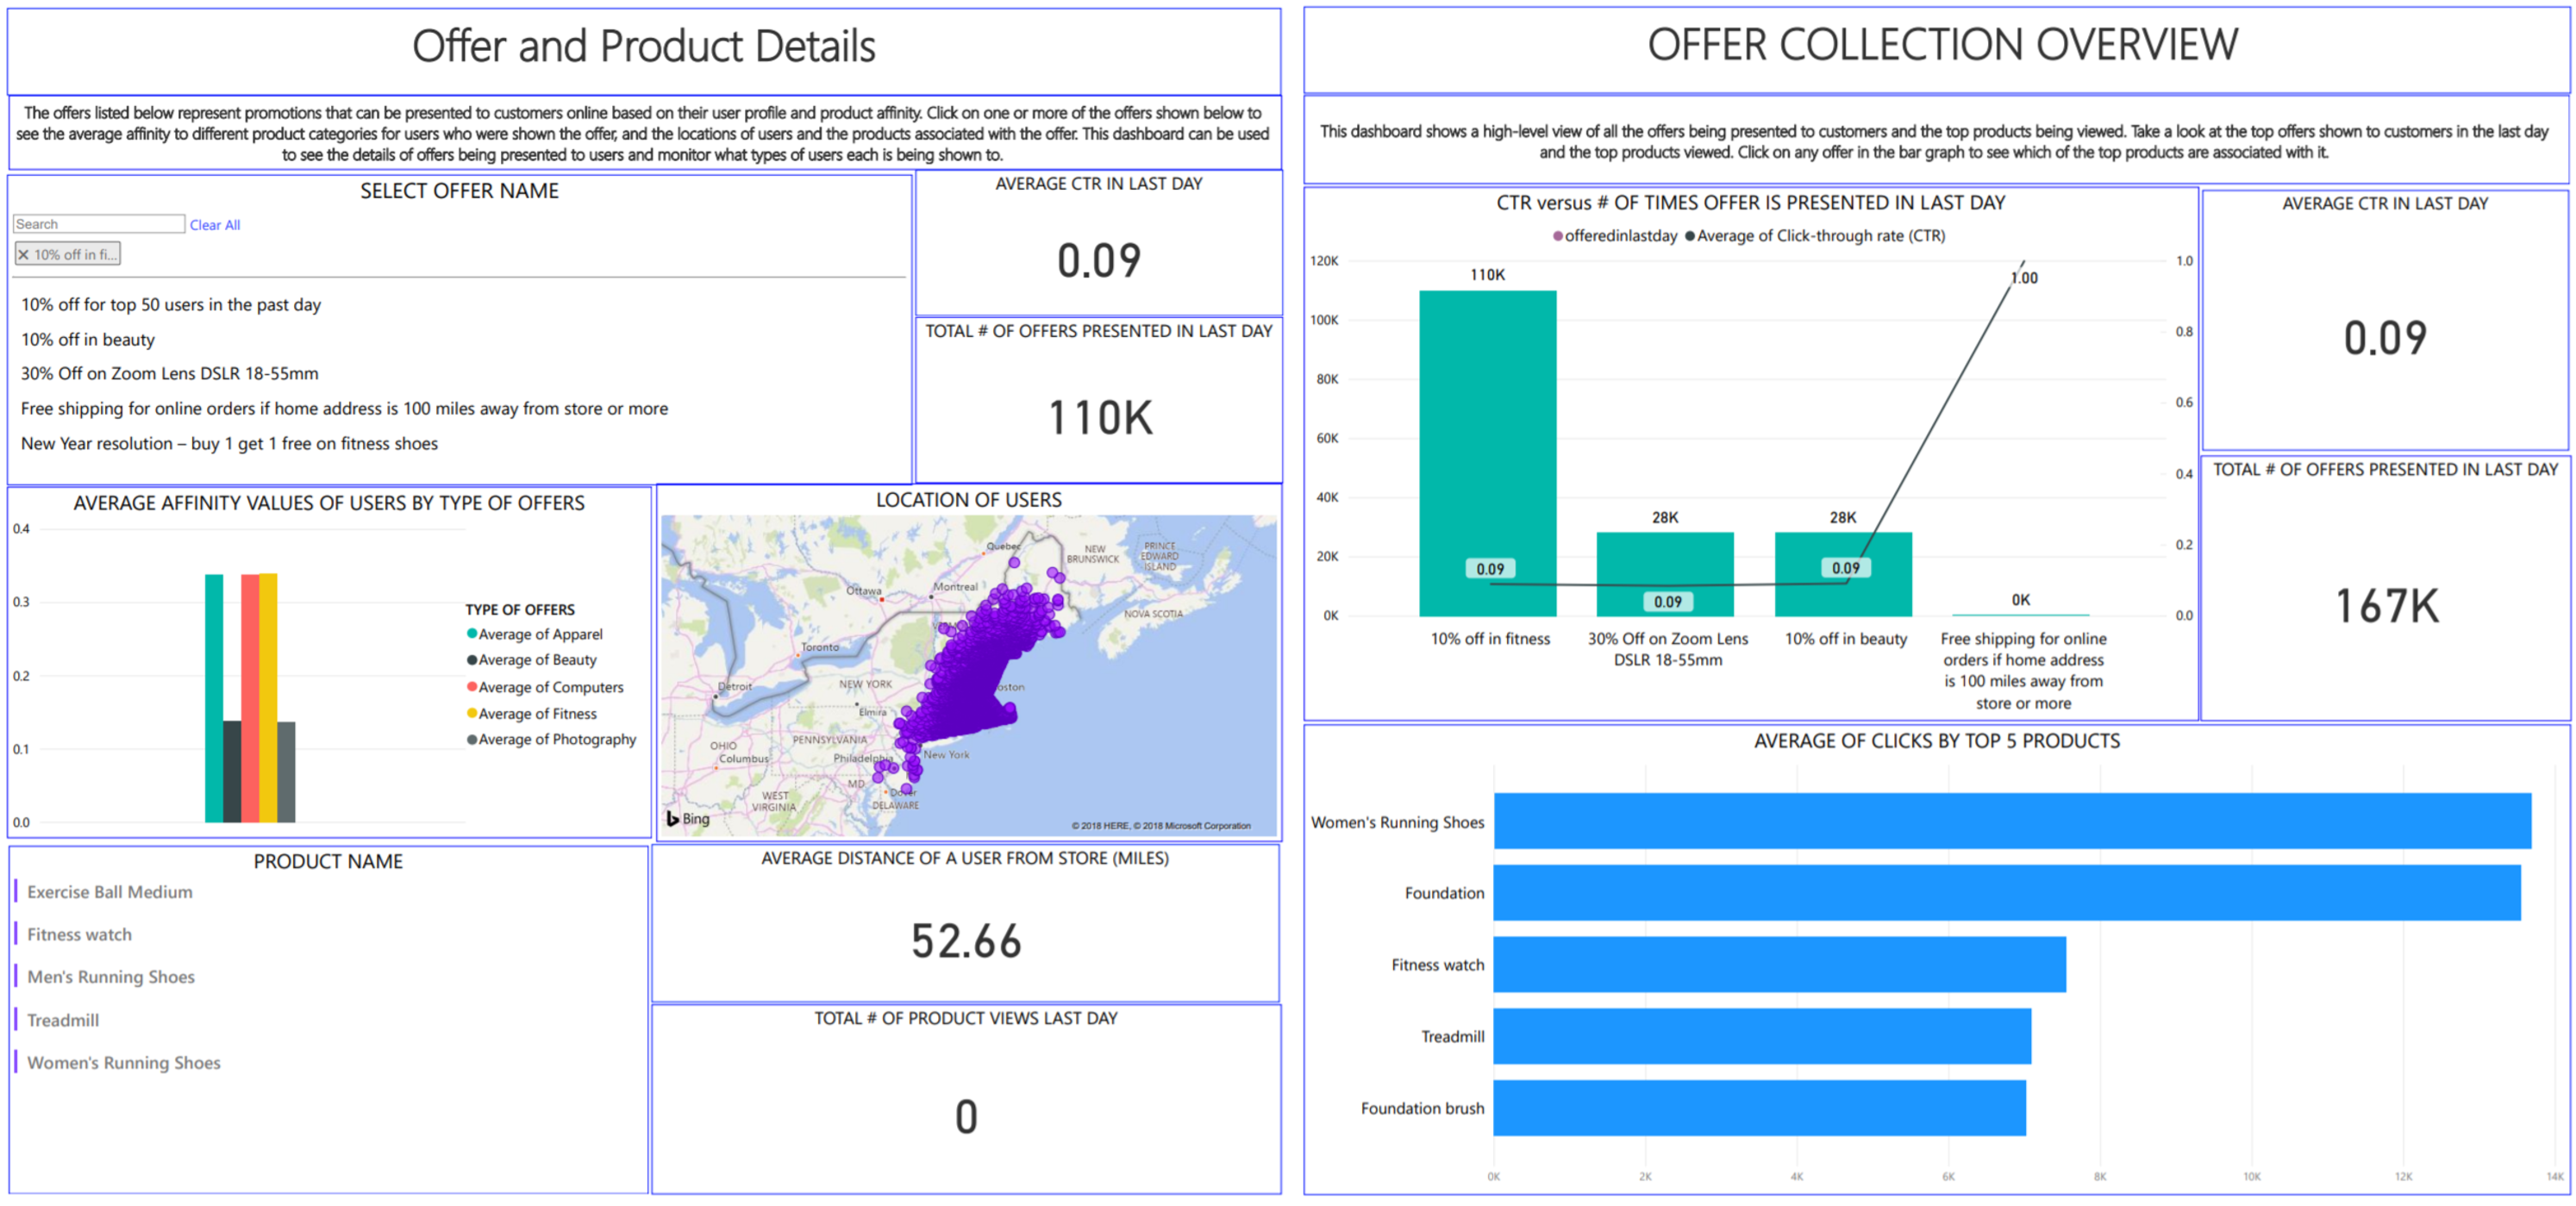 Offer and Product Details
The offers listed below represent promotions that can be presented to customers online based on their user profile and product affinity. Click on one or more of the offers shown below to
see the average affinity to different product categories for users who were shown the offer, and the locations of users and the products associated with the offer. This dashboard can be used
to see the details of offers being presented to users and monitor what types of users each is being shown to.
SELECT OFFER NAME
Search
Clear All
✕ 10% off in fi...
10% off for top 50 users in the past day
10% off in beauty
30% Off on Zoom Lens DSLR 18-55mm
Free shipping for online orders if home address is 100 miles away from store or more
New Year resolution – buy 1 get 1 free on fitness shoes
AVERAGE CTR IN LAST DAY
0.09
TOTAL # OF OFFERS PRESENTED IN LAST DAY
110K
AVERAGE AFFINITY VALUES OF USERS BY TYPE OF OFFERS
0.4
0.3
0.2
0.1
0.0
TYPE OF OFFERS
Average of Apparel
Average of Beauty
Average of Computers
Average of Fitness
Average of Photography
LOCATION OF USERS
Quebec
NEW
BRUNSWICK
PRINCE
EDWARD
ISLAND
Ottawa
Montreal
NOVA SCOTIA
Toronto
Detroit
NEW YORK
oston
Elmira
PENNSYLVANIA
OHIO
Columbus
Philadelphia
New York
MD
WEST
VIRGINIA
Dover
DELAWARE
Bing
© 2018 HERE, © 2018 Microsoft Corporation
PRODUCT NAME
Exercise Ball Medium
Fitness watch
Men's Running Shoes
Treadmill
Women's Running Shoes
AVERAGE DISTANCE OF A USER FROM STORE (MILES)
52.66
TOTAL # OF PRODUCT VIEWS LAST DAY
0
OFFER COLLECTION OVERVIEW
This dashboard shows a high-level view of all the offers being presented to customers and the top products being viewed. Take a look at the top offers shown to customers in the last day
and the top products viewed. Click on any offer in the bar graph to see which of the top products are associated with it.
CTR versus # OF TIMES OFFER IS PRESENTED IN LAST DAY
offeredinlastday Average of Click-through rate (CTR)
120K
100K
80K
60K
40K
20K
0K
110K
28K
28K
0K
0.09
0.09
0.09
1.00
1.0
0.8
0.6
0.4
0.2
0.0
10% off in fitness
30% Off on Zoom Lens
DSLR 18-55mm
10% off in beauty
Free shipping for online
orders if home address
is 100 miles away from
store or more
AVERAGE CTR IN LAST DAY
0.09
TOTAL # OF OFFERS PRESENTED IN LAST DAY
167K
AVERAGE OF CLICKS BY TOP 5 PRODUCTS
Women's Running Shoes
Foundation
Fitness watch
Treadmill
Foundation brush
0K
2K
4K
6K
8K
10K
12K
14K